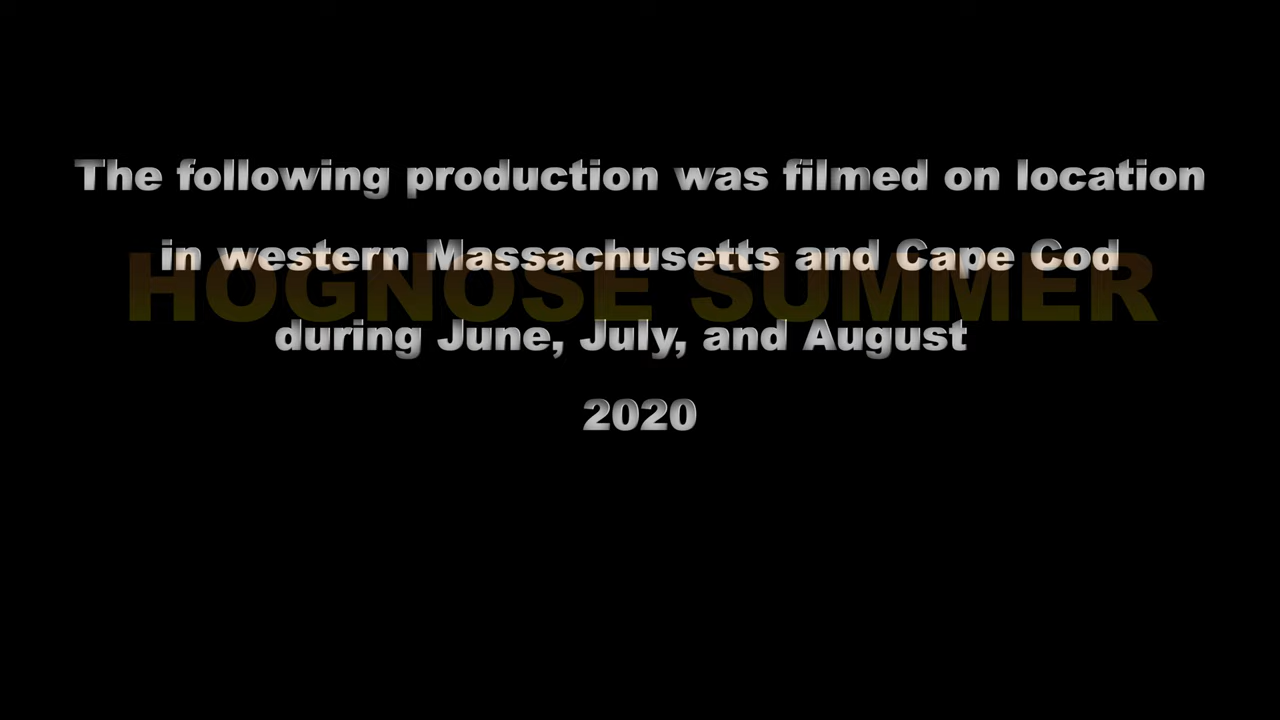 The following production was filmed on location
in western Massachusetts and Cape Cod
HOGNOSE SUMMER
during June, July, and August
2020